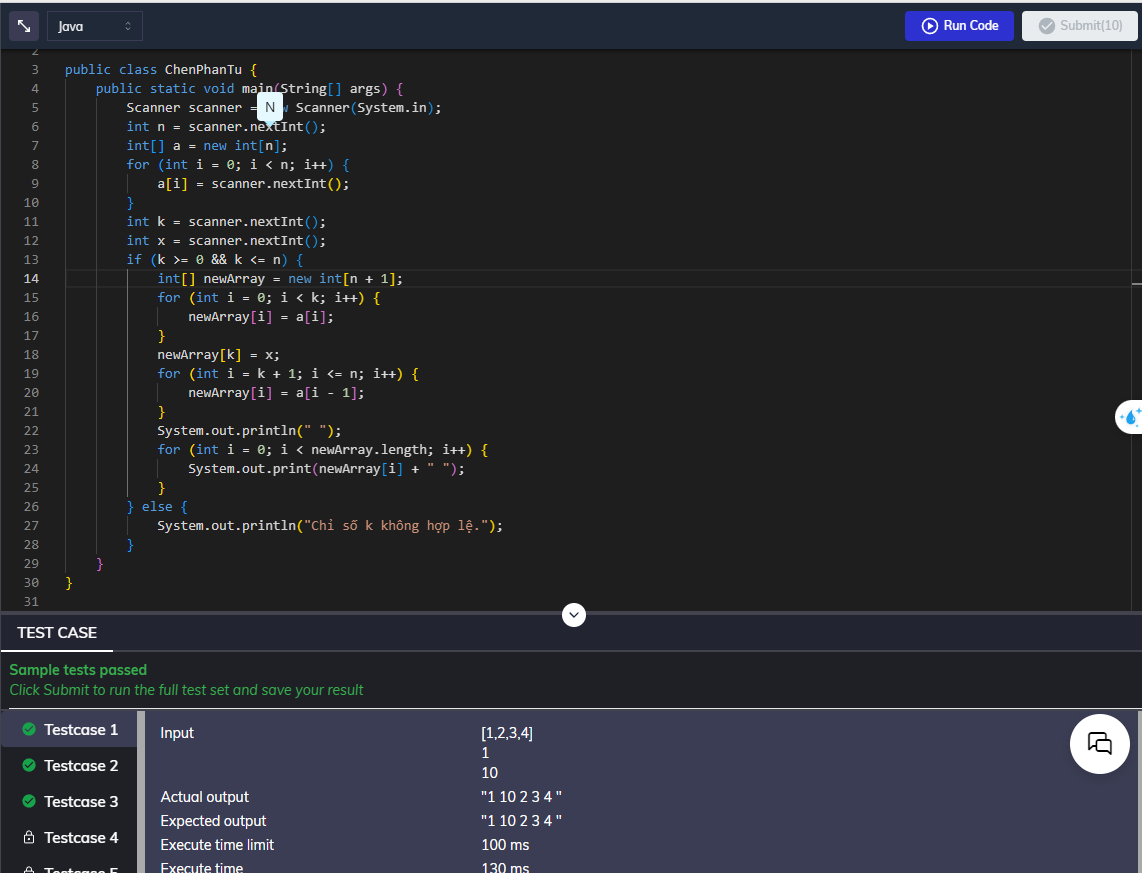 Java
Run Code
Submit(10)
2
3 public class ChenPhanTu {
4 public static void main(String[] args) {
N
5 Scanner scanner = Scanner(System.in);
6 int n = scanner.nextInt();
7 int[] a = new int[n];
8 for (int i = 0; i < n; i++) {
9 a[i] = scanner.nextInt();
10 }
11 int k = scanner.nextInt();
12 int x = scanner.nextInt();
13 if (k >= 0 && k <= n) {
14 int[] newArray = new int[n + 1];
15 for (int i = 0; i < k; i++) {
16 newArray[i] = a[i];
17 }
18 newArray[k] = x;
19 for (int i = k + 1; i <= n; i++) {
20 newArray[i] = a[i - 1];
21 }
22 System.out.println(" ");
23 for (int i = 0; i < newArray.length; i++) {
24 System.out.print(newArray[i] + " ");
25 }
26 } else {
27 System.out.println("Chỉ số k không hợp lệ.");
28 }
29 }
30 }
31
TEST CASE
Sample tests passed
Click Submit to run the full test set and save your result
Testcase 1
Testcase 2
Testcase 3
Testcase 4
Testcase 5
Input [1,2,3,4]
1
10
Actual output "1 10 2 3 4 "
Expected output "1 10 2 3 4 "
Execute time limit 100 ms
Execute time 130 ms